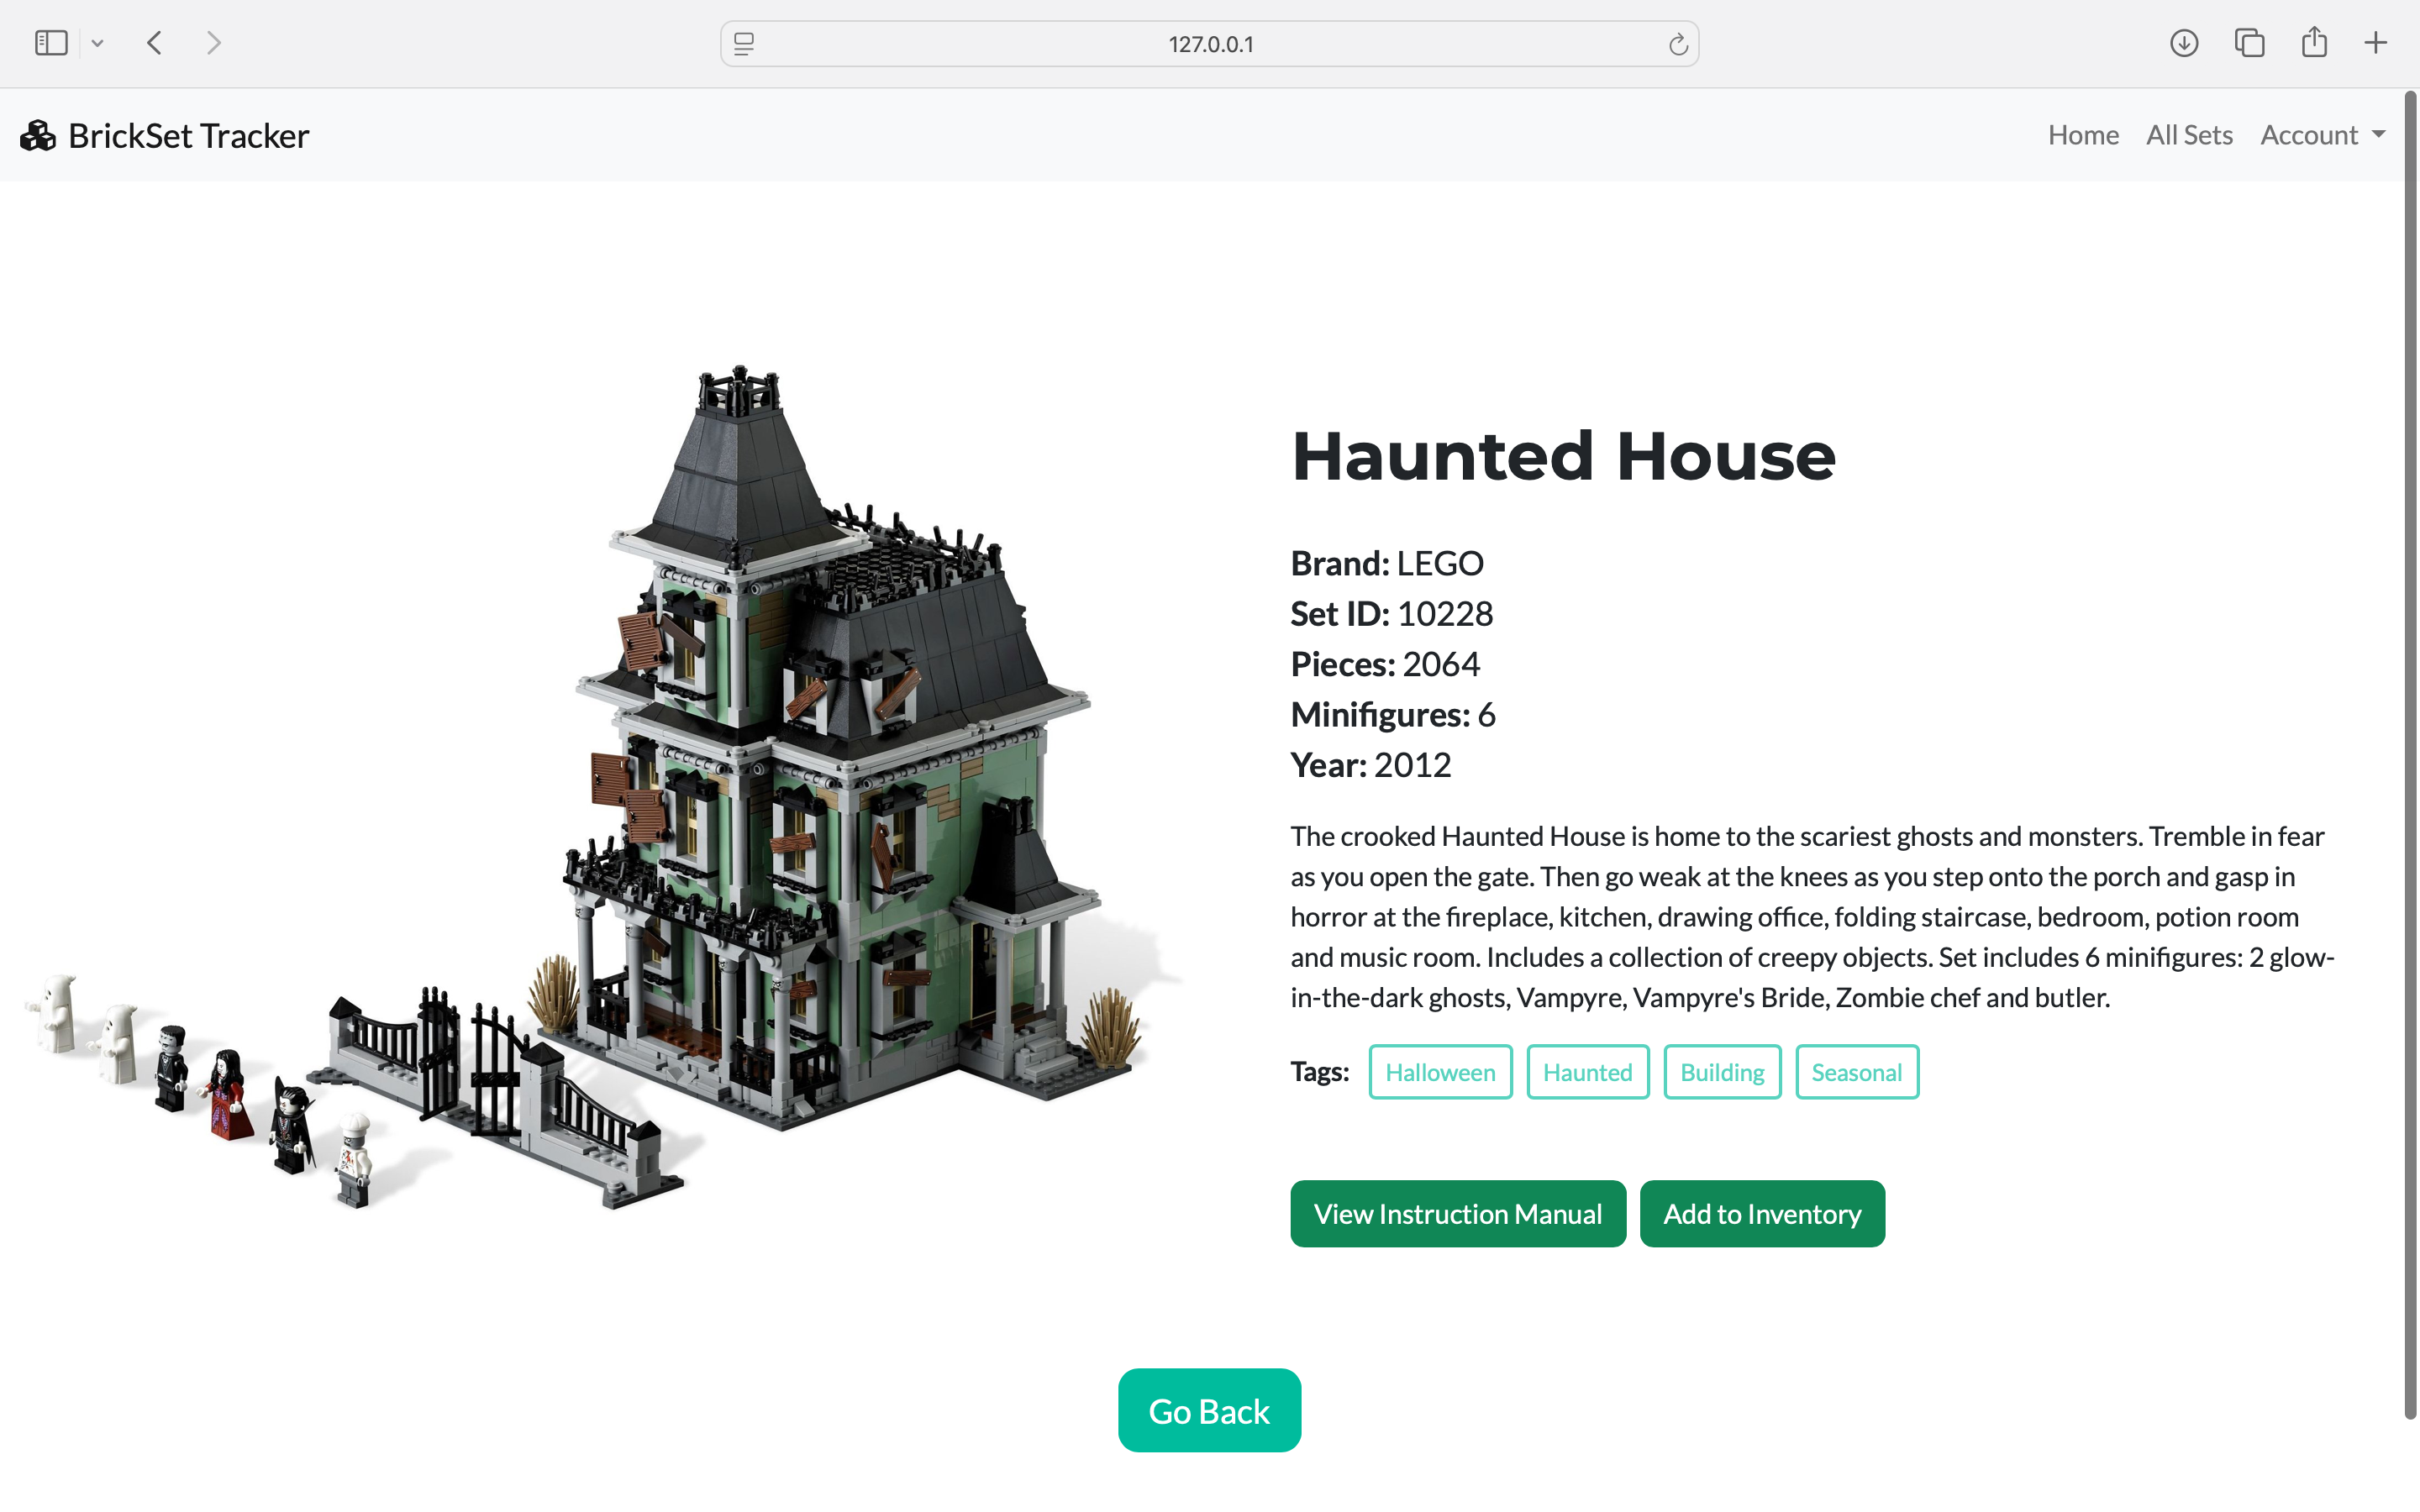 127.0.0.1
BrickSet Tracker
Home All Sets Account
Haunted House
Brand: LEGO
Set ID: 10228
Pieces: 2064
Minifigures: 6
Year: 2012
The crooked Haunted House is home to the scariest ghosts and monsters. Tremble in fear
as you open the gate. Then go weak at the knees as you step onto the porch and gasp in
horror at the fireplace, kitchen, drawing office, folding staircase, bedroom, potion room
and music room. Includes a collection of creepy objects. Set includes 6 minifigures: 2 glow-
in-the-dark ghosts, Vampyre, Vampyre's Bride, Zombie chef and butler.
Tags: Halloween Haunted Building Seasonal
View Instruction Manual Add to Inventory
Go Back